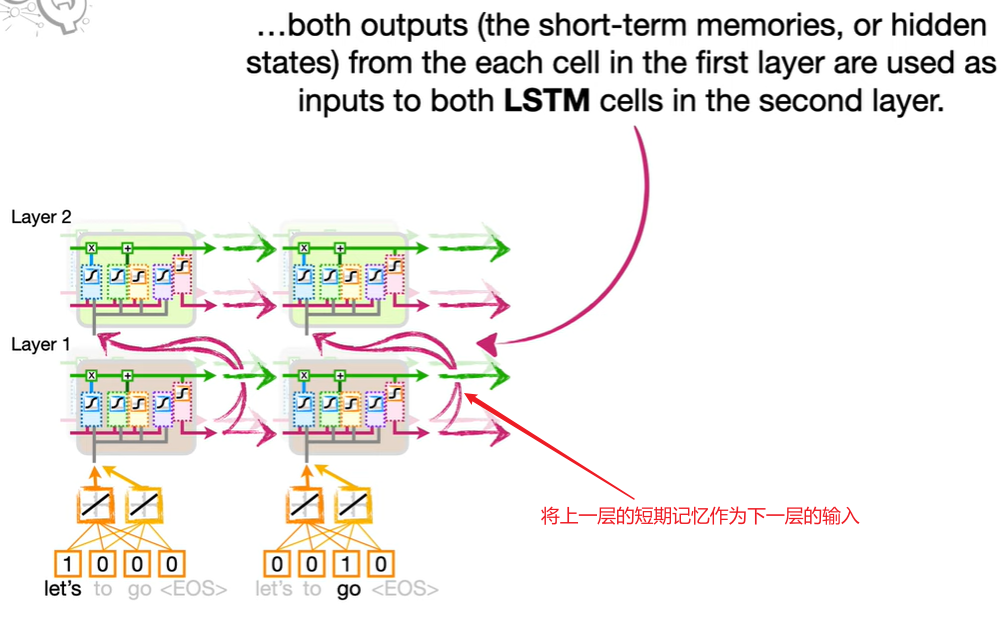 ...both outputs (the short-term memories, or hidden
states) from the each cell in the first layer are used as
inputs to both LSTM cells in the second layer.
Layer 2
x + x +
Layer 1
x + x +
将上一层的短期记忆作为下一层的输入
1 0 0 0 0 0 1 0
let's to go <EOS> let's to go <EOS>